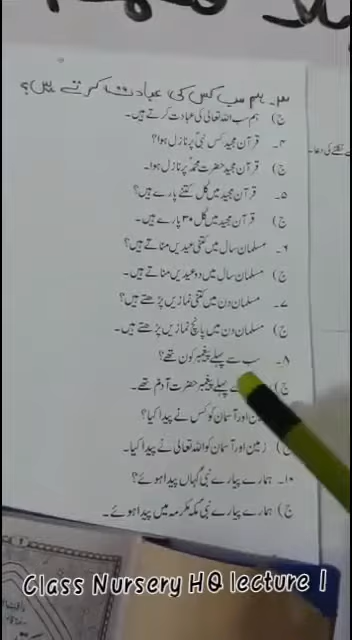 ۳۔ ہم سب کس کی عبادت کرتے ہیں؟
ج) ہم سب اللہ تعالیٰ کی عبادت کرتے ہیں۔
۴۔ قرآن مجید کس نبی پر نازل ہوا؟
ج) قرآن مجید حضرت محمدؐ پر نازل ہوا۔
۵۔ قرآن مجید میں کل کتنے پارے ہیں؟
ج) قرآن مجید میں کل ۳۰ پارے ہیں۔
۶۔ مسلمان سال میں کتنی عیدیں مناتے ہیں؟
ج) مسلمان سال میں دو عیدیں مناتے ہیں۔
۷۔ مسلمان دن میں کتنی نمازیں پڑھتے ہیں؟
ج) مسلمان دن میں پانچ نمازیں پڑھتے ہیں۔
۸۔ سب سے پہلے پیغمبر کون تھے؟
ج) سے پہلے پیغمبر حضرت آدم تھے۔
اور آسمان کو کس نے پیدا کیا؟
ج) زمین اور آسمان کو اللہ تعالیٰ نے پیدا کیا۔
۱۰۔ ہمارے پیارے نبی کہاں پیدا ہوئے؟
ج) ہمارے پیارے نبی مکہ مکرمہ میں پیدا ہوئے۔
Class Nursery HQ lecture 1